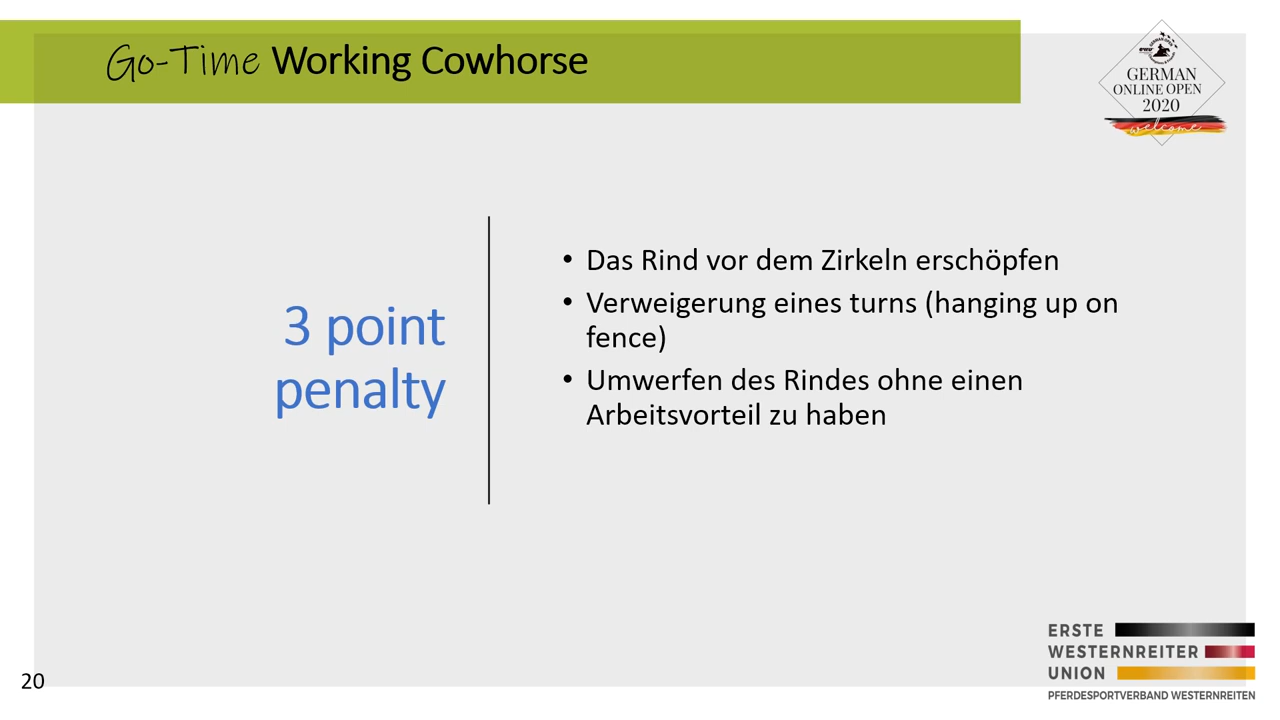 Go-Time Working Cowhorse
GERMAN
ONLINE OPEN
2020
welcome
3 point
penalty
• Das Rind vor dem Zirkeln erschöpfen
• Verweigerung eines turns (hanging up on
fence)
• Umwerfen des Rindes ohne einen
Arbeitsvorteil zu haben
ERSTE
WESTERNREITER
UNION
PFERDESPORTVERBAND WESTERNREITEN
20